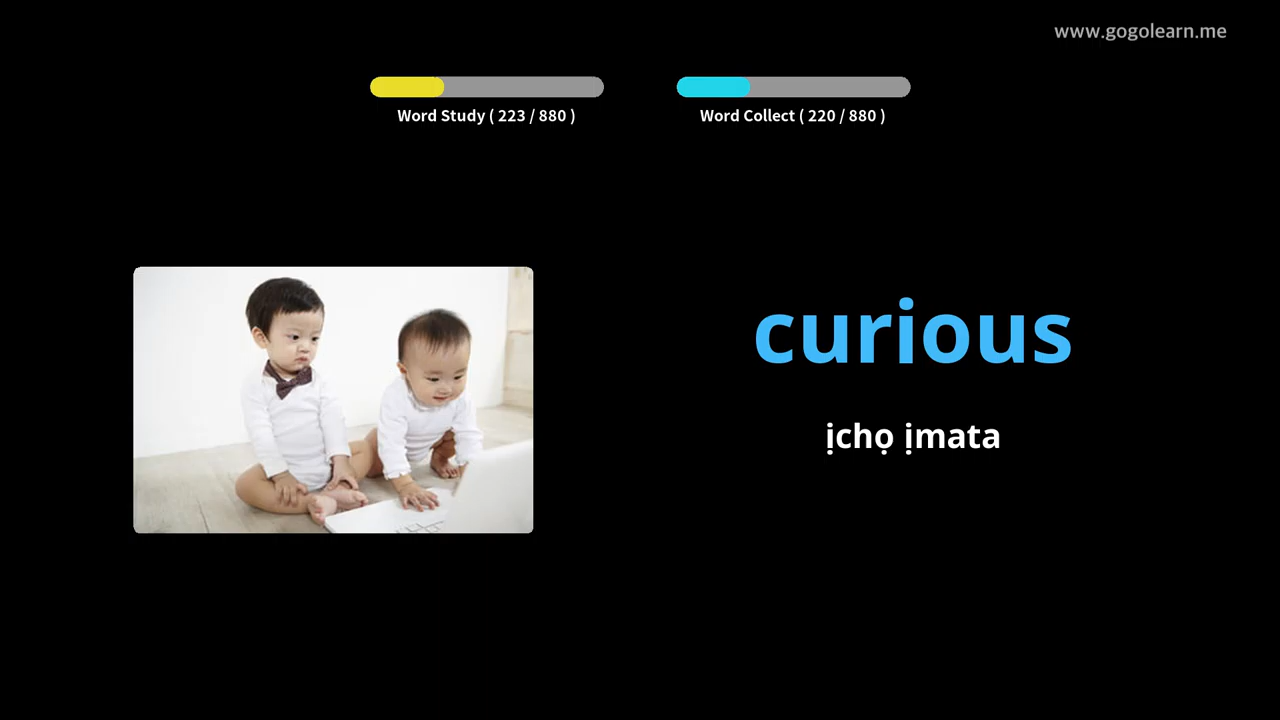 www.gogolearn.me
Word Study ( 223 / 880 )
Word Collect ( 220 / 880 )
curious
ịchọ ịmata